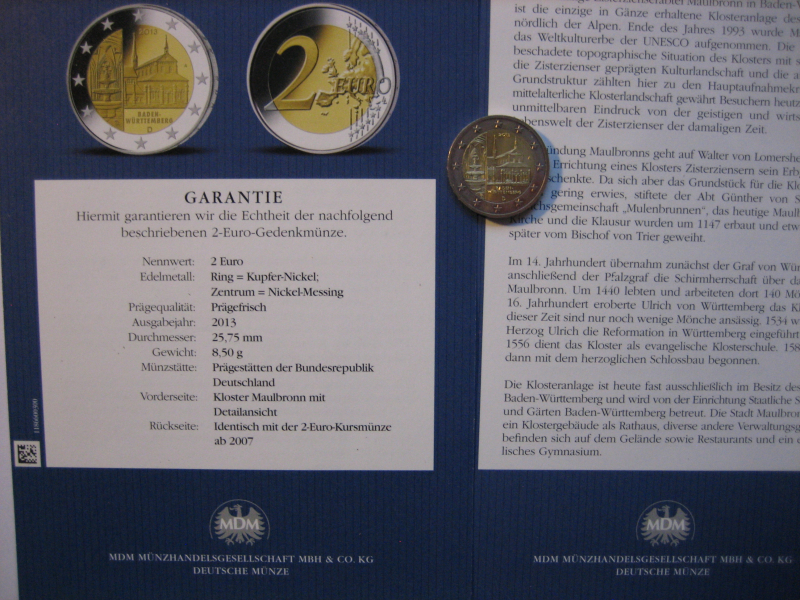 2013
BADEN-
WÜRTTEMBERG
D
2 EURO
GARANTIE
Hiermit garantieren wir die Echtheit der nachfolgend
beschriebenen 2-Euro-Gedenkmünze.
Nennwert: 2 Euro
Edelmetall: Ring = Kupfer-Nickel;
Zentrum = Nickel-Messing
Prägequalität: Prägefrisch
Ausgabejahr: 2013
Durchmesser: 25,75 mm
Gewicht: 8,50 g
Münzstätte: Prägestätten der Bundesrepublik
Deutschland
Vorderseite: Kloster Maulbronn mit
Detailansicht
Rückseite: Identisch mit der 2-Euro-Kursmünze
ab 2007
MDM
MDM MÜNZHANDELSGESELLSCHAFT MBH & CO. KG
DEUTSCHE MÜNZE
Maulbronn in Baden-
ist die einzige in Gänze erhaltene Klosteranlage
nördlich der Alpen. Ende des Jahres 1993 wurde
das Weltkulturerbe der UNESCO aufgenommen. Die
beschadete topographische Situation des Klosters mit
die Zisterzienser geprägten Kulturlandschaft und die
Grundstruktur zählten hier zu den Hauptaufnahmekr
mittelalterliche Klosterlandschaft gewährt Besuchern heutz
unmittelbaren Eindruck von der geistigen und wirts
ebenswelt der Zisterzienser der damaligen Zeit.
ündung Maulbronns geht auf Walter von Lomershe
Errichtung eines Klosters Zisterziensern sein Erb
schenkte. Da sich aber das Grundstück für die Klo
gering erwies, stiftete der Abt Günther von
chsgemeinschaft „Mulenbrunnen“, das heutige Maulb
irche und die Klausur wurden um 1147 erbaut und etw
später vom Bischof von Trier geweiht.
Im 14. Jahrhundert übernahm zunächst der Graf von Wür
anschließend der Pfalzgraf die Schirmherrschaft über da
Maulbronn. Um 1440 lebten und arbeiteten dort 140 Mö
16. Jahrhundert eroberte Ulrich von Württemberg das Kl
dieser Zeit sind nur noch wenige Mönche ansässig. 1534 w
Herzog Ulrich die Reformation in Württemberg eingeführt
1556 dient das Kloster als evangelische Klosterschule. 158
dann mit dem herzoglichen Schlossbau begonnen.
Die Klosteranlage ist heute fast ausschließlich im Besitz des
Baden-Württemberg und wird von der Einrichtung Staatliche S
und Gärten Baden-Württemberg betreut. Die Stadt Maulbron
ein Klostergebäude als Rathaus, diverse andere Verwaltungsg
befinden sich auf dem Gelände sowie Restaurants und ein
lisches Gymnasium.
MDM
MDM MÜNZHANDELSGESELLSCHAFT MBH & CO. KG
DEUTSCHE MÜNZE